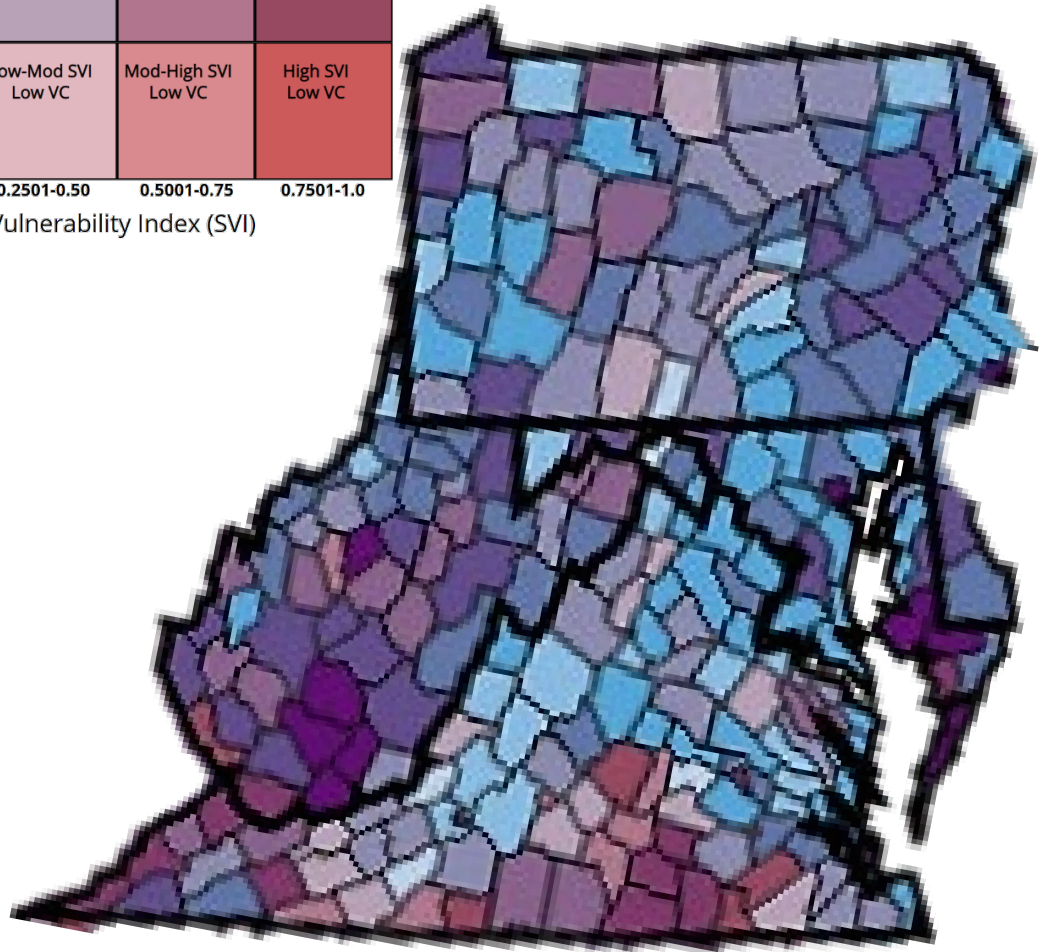 ow-Mod SVI Mod-High SVI High SVI
Low VC Low VC Low VC
0.2501-0.50 0.5001-0.75 0.7501-1.0
Vulnerability Index (SVI)